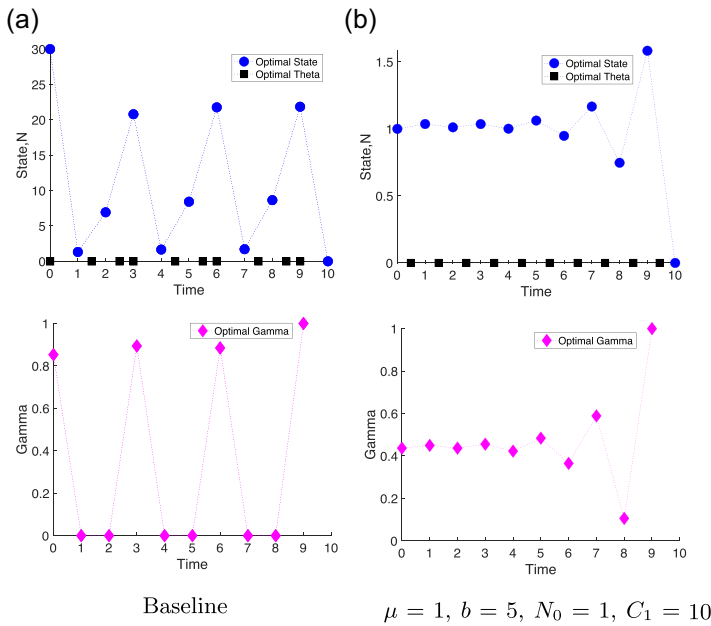 (a)
30
25
20
15
10
5
0
State,N
Optimal State
Optimal Theta
0 1 2 3 4 5 6 7 8 9 10
Time
(b)
1.5
1
0.5
0
State,N
Optimal State
Optimal Theta
0 1 2 3 4 5 6 7 8 9 10
Time
1
0.8
0.6
0.4
0.2
0
Gamma
Optimal Gamma
0 1 2 3 4 5 6 7 8 9 10
Time
Baseline
1
0.8
0.6
0.4
0.2
0
Gamma
Optimal Gamma
0 1 2 3 4 5 6 7 8 9 10
Time
μ = 1, b = 5, N₀ = 1, C₁ = 10